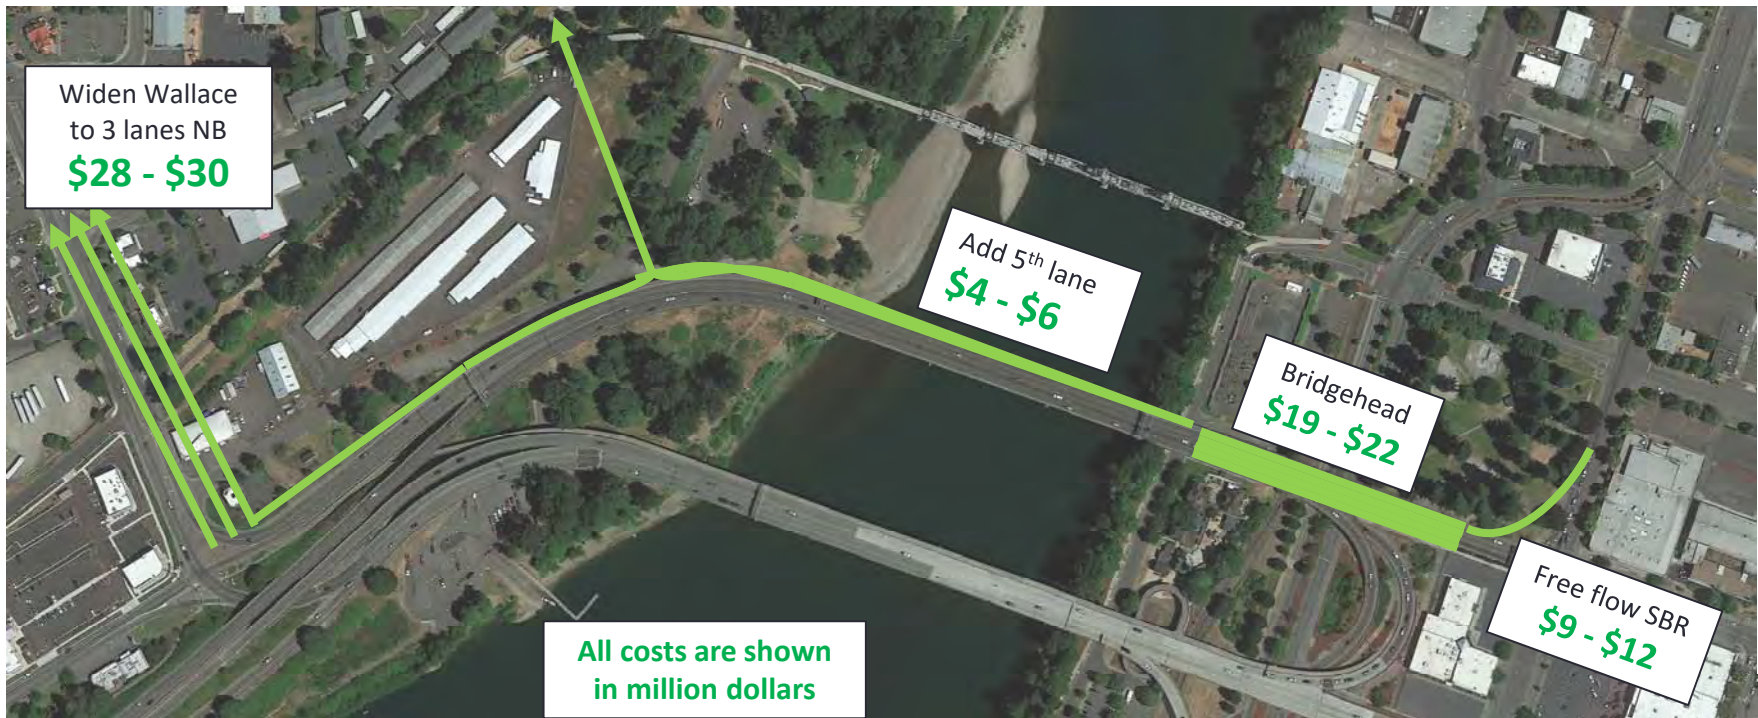 Widen Wallace
to 3 lanes NB
$28 - $30
Add 5th lane
$4 - $6
Bridgehead
$19 - $22
Free flow SBR
$9 - $12
All costs are shown
in million dollars